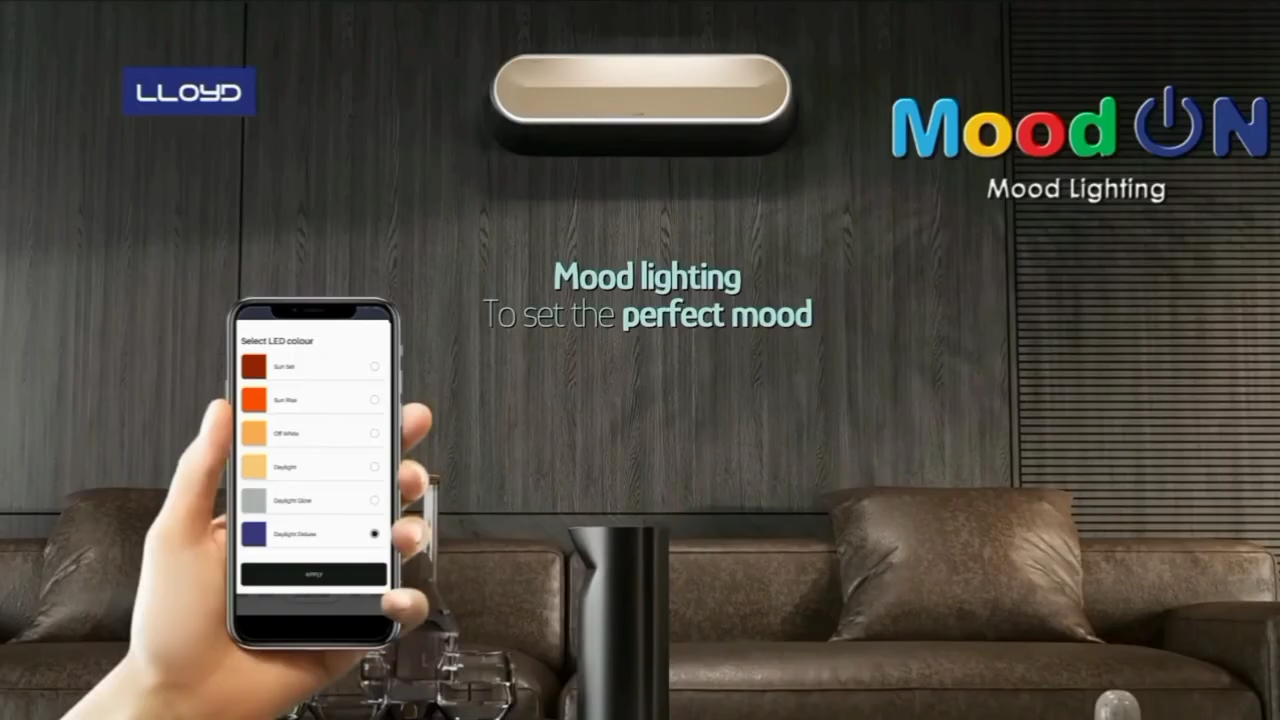 LLOYD
Mood ON
Mood Lighting
Mood lighting
To set the perfect mood
Select LED colour
Sun Set
Sun Rise
Off White
Daylight
Daylight Glow
Daylight Deluxe
APPLY